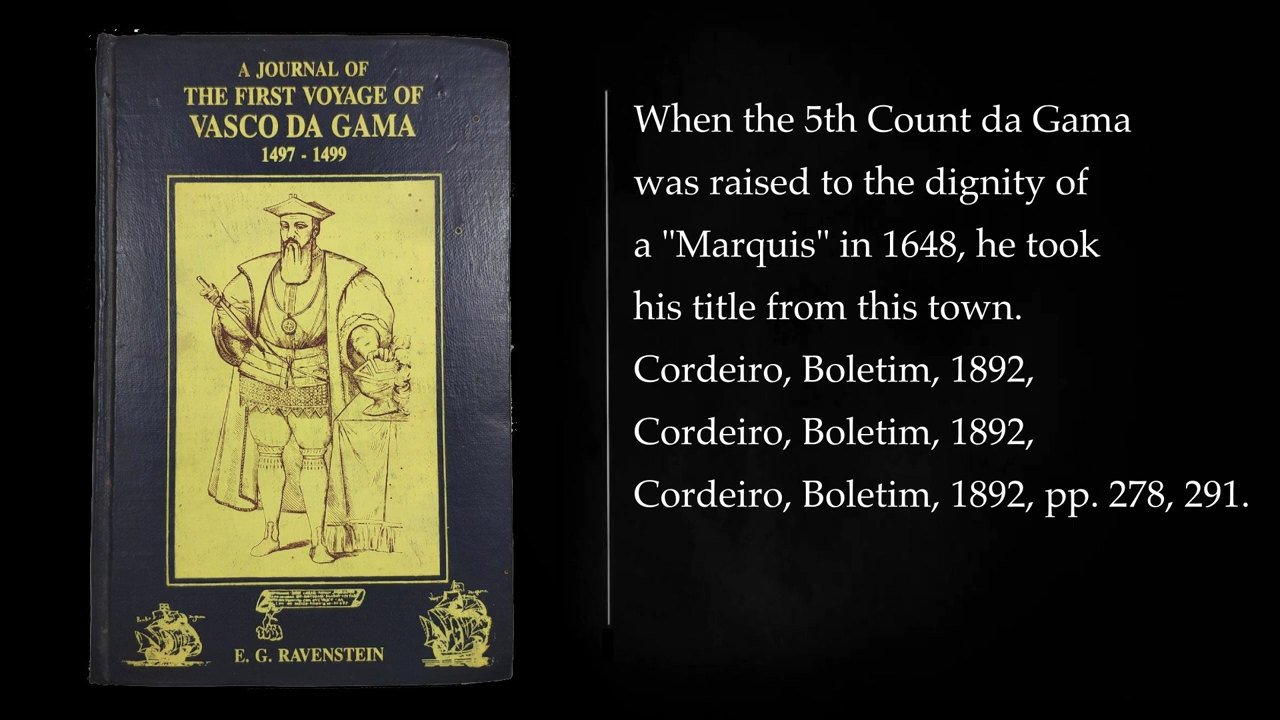 A JOURNAL OF
THE FIRST VOYAGE OF
VASCO DA GAMA
1497 - 1499
E. G. RAVENSTEIN
When the 5th Count da Gama
was raised to the dignity of
a "Marquis" in 1648, he took
his title from this town.
Cordeiro, Boletim, 1892,
Cordeiro, Boletim, 1892,
Cordeiro, Boletim, 1892, pp. 278, 291.